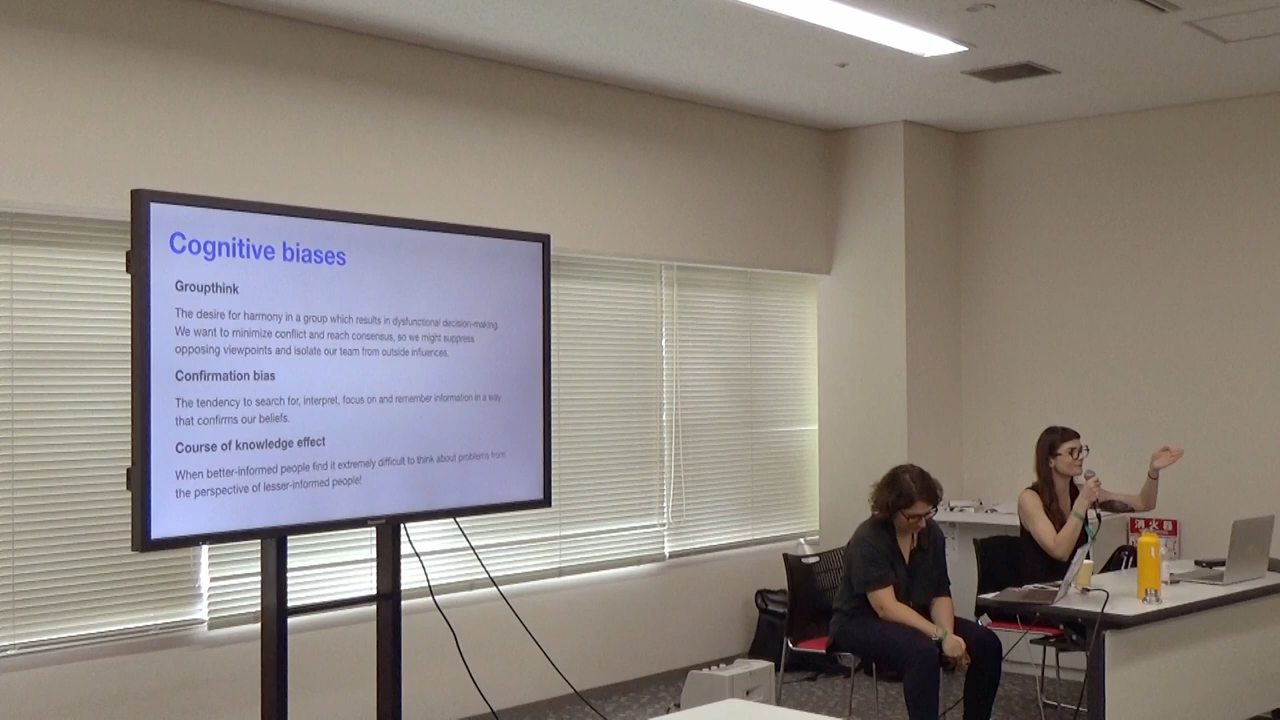 Cognitive biases
Groupthink
The desire for harmony in a group which results in dysfunctional decision-making.
We want to minimize conflict and reach consensus, so we might suppress
opposing viewpoints and isolate our team from outside influences.
Confirmation bias
The tendency to search for, interpret, focus on and remember information in a way
that confirms our beliefs.
Course of knowledge effect
When better-informed people find it extremely difficult to think about problems from
the perspective of lesser-informed people!
消火器